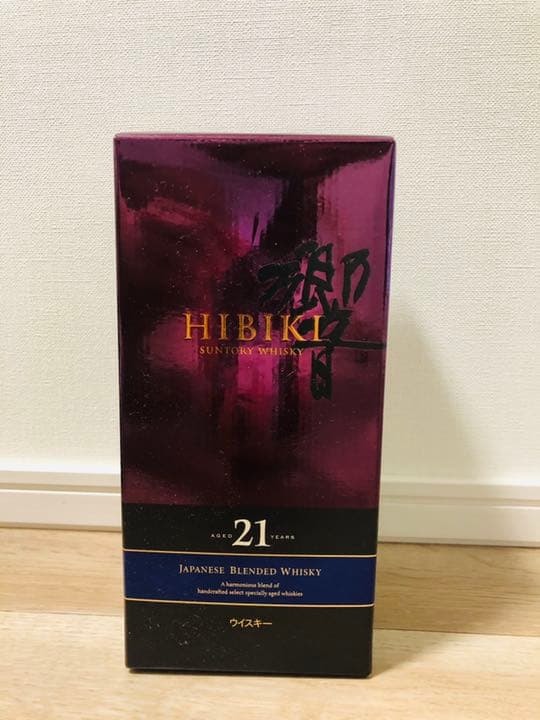 響
HIBIKI
SUNTORY WHISKY
AGED 21 YEARS
JAPANESE BLENDED WHISKY
A harmonious blend of
handcrafted select specially aged whiskies
ウイスキー